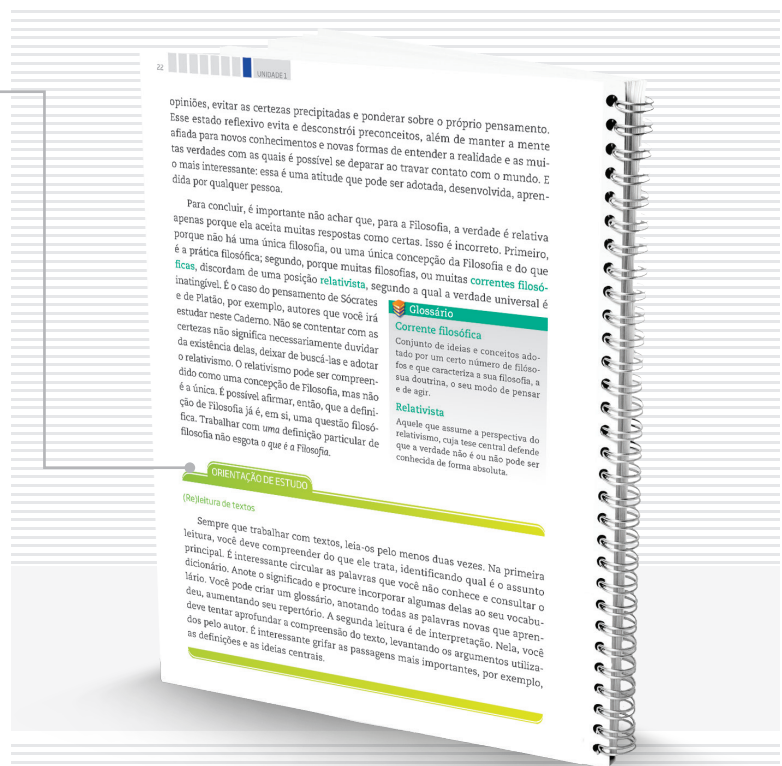 22
UNIDADE 1
opiniões, evitar as certezas precipitadas e ponderar sobre o próprio pensamento.
Esse estado reflexivo evita e desconstrói preconceitos, além de manter a mente
afiada para novos conhecimentos e novas formas de entender a realidade e as mui-
tas verdades com as quais é possível se deparar ao travar contato com o mundo. E
o mais interessante: essa é uma atitude que pode ser adotada, desenvolvida, apren-
dida por qualquer pessoa.
Para concluir, é importante não achar que, para a Filosofia, a verdade é relativa
apenas porque ela aceita muitas respostas como certas. Isso é incorreto. Primeiro,
porque não há uma única filosofia, ou uma única concepção da Filosofia e do que
é a prática filosófica; segundo, porque muitas filosofias, ou muitas correntes filosó-
ficas, discordam de uma posição relativista, segundo a qual a verdade universal é
inatingível. É o caso do pensamento de Sócrates
e de Platão, por exemplo, autores que você irá
estudar neste Caderno. Não se contentar com as
certezas não significa necessariamente duvidar
da existência delas, deixar de buscá-las e adotar
o relativismo. O relativismo pode ser compreen-
dido como uma concepção de Filosofia, mas não
é a única. É possível afirmar, então, que a defini-
ção de Filosofia já é, em si, uma questão filosó-
fica. Trabalhar com uma definição particular de
filosofia não esgota o que é a Filosofia.
Glossário
Corrente filosófica
Conjunto de ideias e conceitos ado-
tado por um certo número de filóso-
fos e que caracteriza a sua filosofia, a
sua doutrina, o seu modo de pensar
e de agir.
Relativista
Aquele que assume a perspectiva do
relativismo, cuja tese central defende
que a verdade não é ou não pode ser
conhecida de forma absoluta.
ORIENTAÇÃO DE ESTUDO
(Re)leitura de textos
Sempre que trabalhar com textos, leia-os pelo menos duas vezes. Na primeira
leitura, você deve compreender do que ele trata, identificando qual é o assunto
principal. É interessante circular as palavras que você não conhece e consultar o
dicionário. Anote o significado e procure incorporar algumas delas ao seu vocabu-
lário. Você pode criar um glossário, anotando todas as palavras novas que apren-
deu, aumentando seu repertório. A segunda leitura é de interpretação. Nela, você
deve tentar aprofundar a compreensão do texto, levantando os argumentos utiliza-
dos pelo autor. É interessante grifar as passagens mais importantes, por exemplo,
as definições e as ideias centrais.